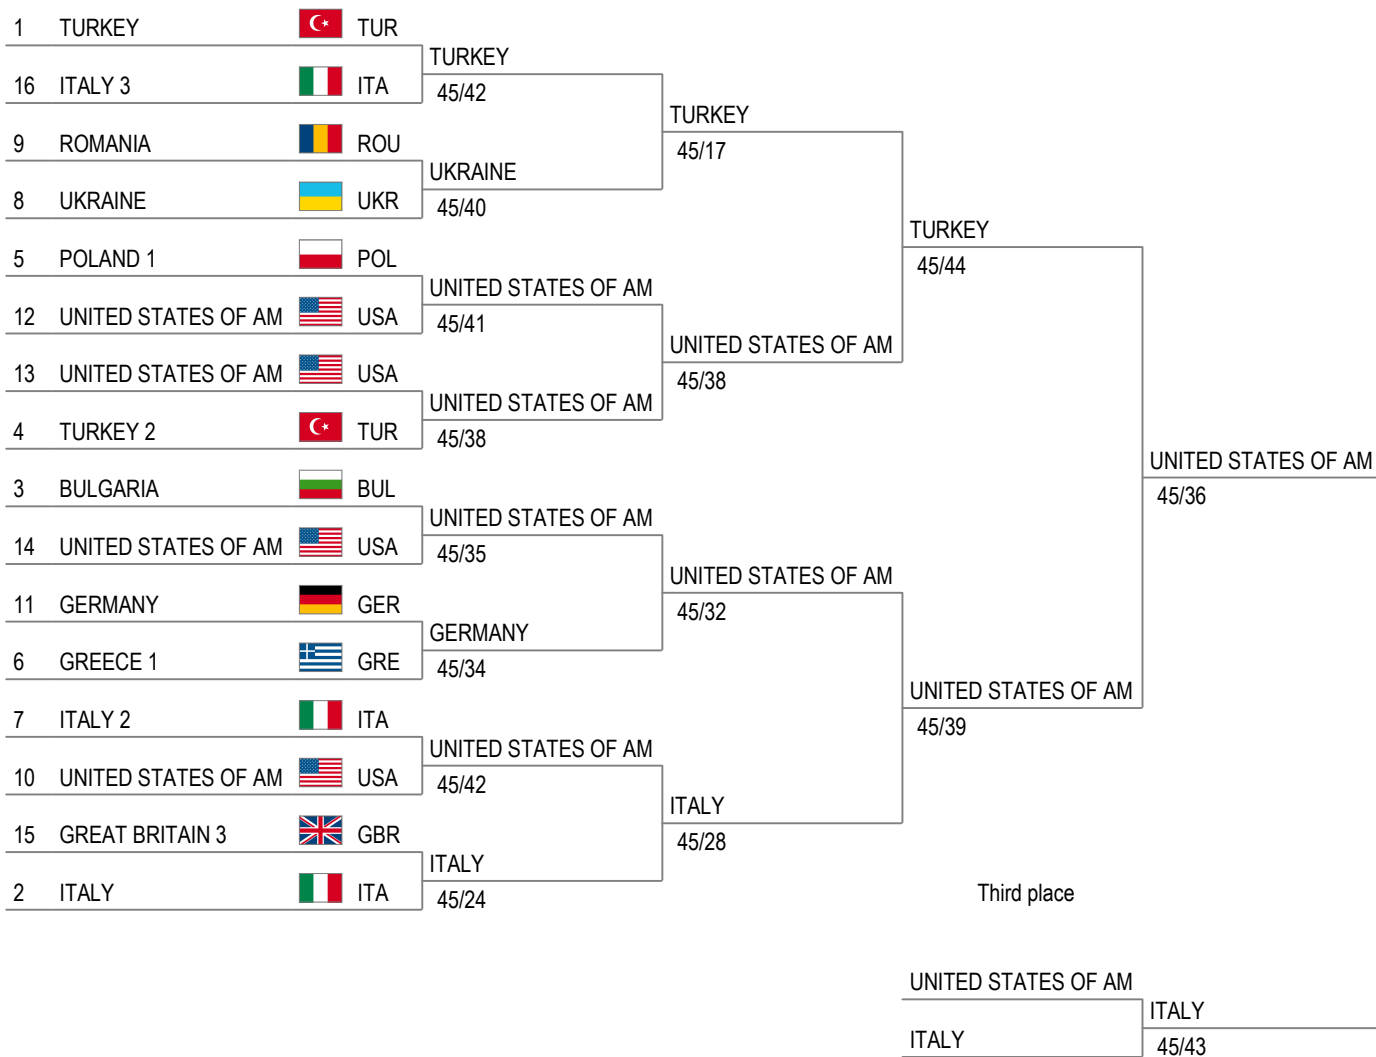 1 TURKEY TUR
16 ITALY 3 ITA
9 ROMANIA ROU
8 UKRAINE UKR
5 POLAND 1 POL
12 UNITED STATES OF AM USA
13 UNITED STATES OF AM USA
4 TURKEY 2 TUR
3 BULGARIA BUL
14 UNITED STATES OF AM USA
11 GERMANY GER
6 GREECE 1 GRE
7 ITALY 2 ITA
10 UNITED STATES OF AM USA
15 GREAT BRITAIN 3 GBR
2 ITALY ITA
TURKEY
45/42
UKRAINE
45/40
UNITED STATES OF AM
45/41
UNITED STATES OF AM
45/38
UNITED STATES OF AM
45/35
GERMANY
45/34
UNITED STATES OF AM
45/42
ITALY
45/24
TURKEY
45/17
UNITED STATES OF AM
45/38
UNITED STATES OF AM
45/32
ITALY
45/28
TURKEY
45/44
UNITED STATES OF AM
45/39
UNITED STATES OF AM
45/36
Third place
UNITED STATES OF AM
ITALY
ITALY
45/43